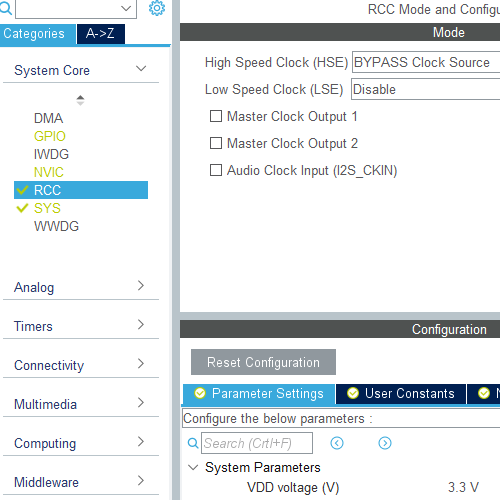 RCC Mode and Configu
Categories
A->Z
Mode
System Core
High Speed Clock (HSE)
BYPASS Clock Source
Low Speed Clock (LSE)
Disable
Master Clock Output 1
Master Clock Output 2
Audio Clock Input (I2S_CKIN)
DMA
GPIO
IWDG
NVIC
RCC
SYS
WWDG
Analog
Timers
Connectivity
Multimedia
Computing
Middleware
Configuration
Reset Configuration
Parameter Settings
User Constants
N
Configure the below parameters :
Search (Crtl+F)
System Parameters
VDD voltage (V)
3.3 V